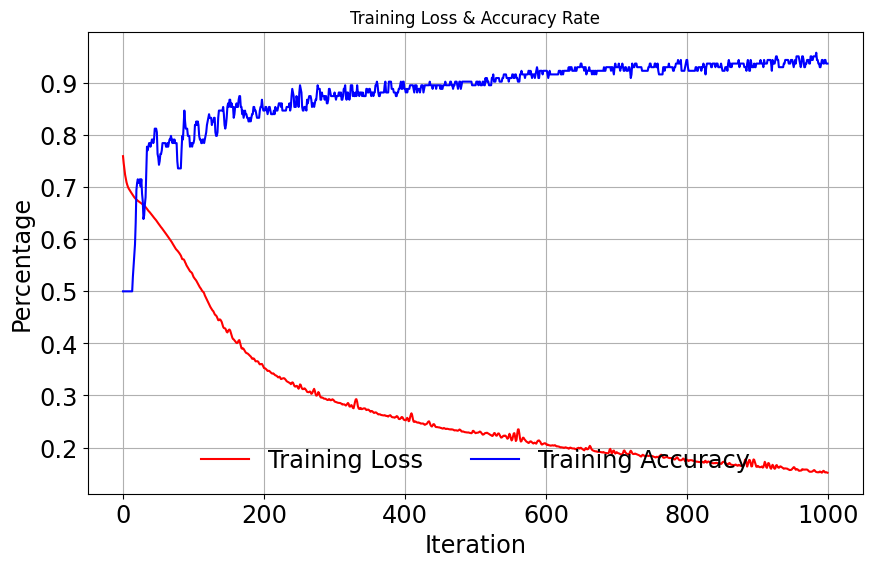 Training Loss & Accuracy Rate
Percentage
0.9
0.8
0.7
0.6
0.5
0.4
0.3
0.2
Training Loss Training Accuracy
0 200 400 600 800 1000
Iteration